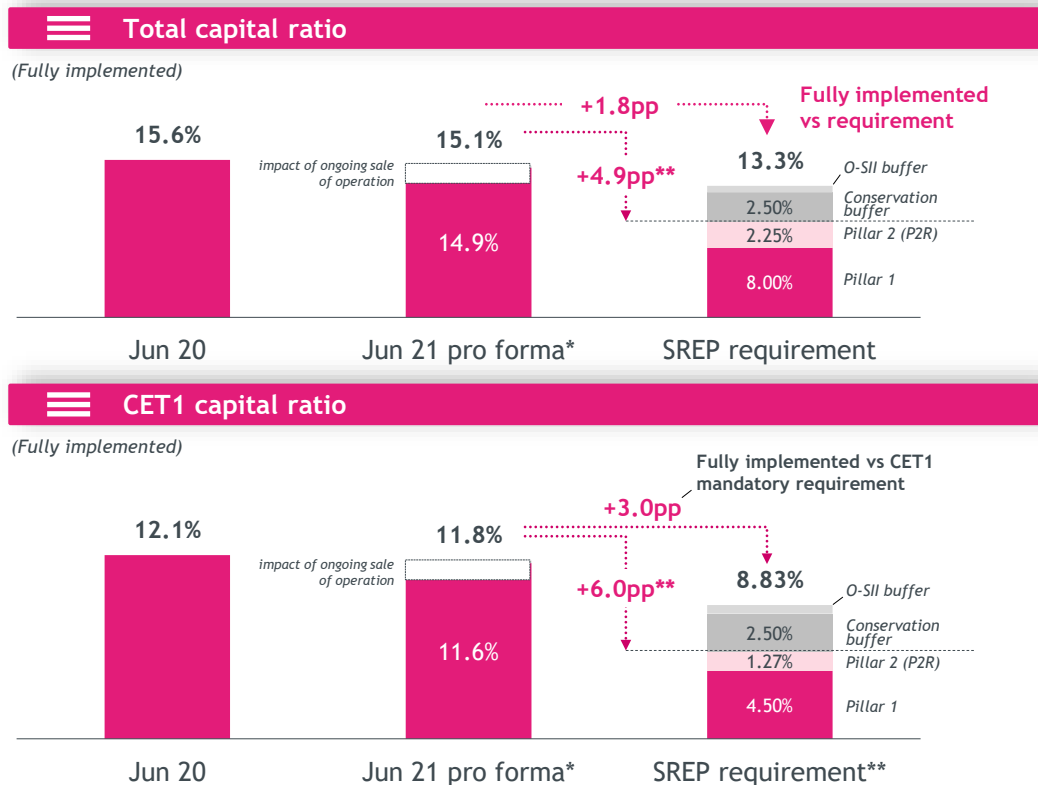 Total capital ratio
(Fully implemented)
+1.8pp
Fully implemented
vs requirement
15.6%
15.1%
13.3%
impact of ongoing sale
of operation
+4.9pp**
O-SII buffer
Conservation
buffer
2.50%
14.9%
2.25%
Pillar 2 (P2R)
8.00%
Pillar 1
Jun 20
Jun 21 pro forma*
SREP requirement
CET1 capital ratio
(Fully implemented)
Fully implemented vs CET1
mandatory requirement
+3.0pp
12.1%
11.8%
8.83%
impact of ongoing sale
of operation
+6.0pp**
O-SII buffer
Conservation
buffer
2.50%
11.6%
1.27%
Pillar 2 (P2R)
4.50%
Pillar 1
Jun 20
Jun 21 pro forma*
SREP requirement**